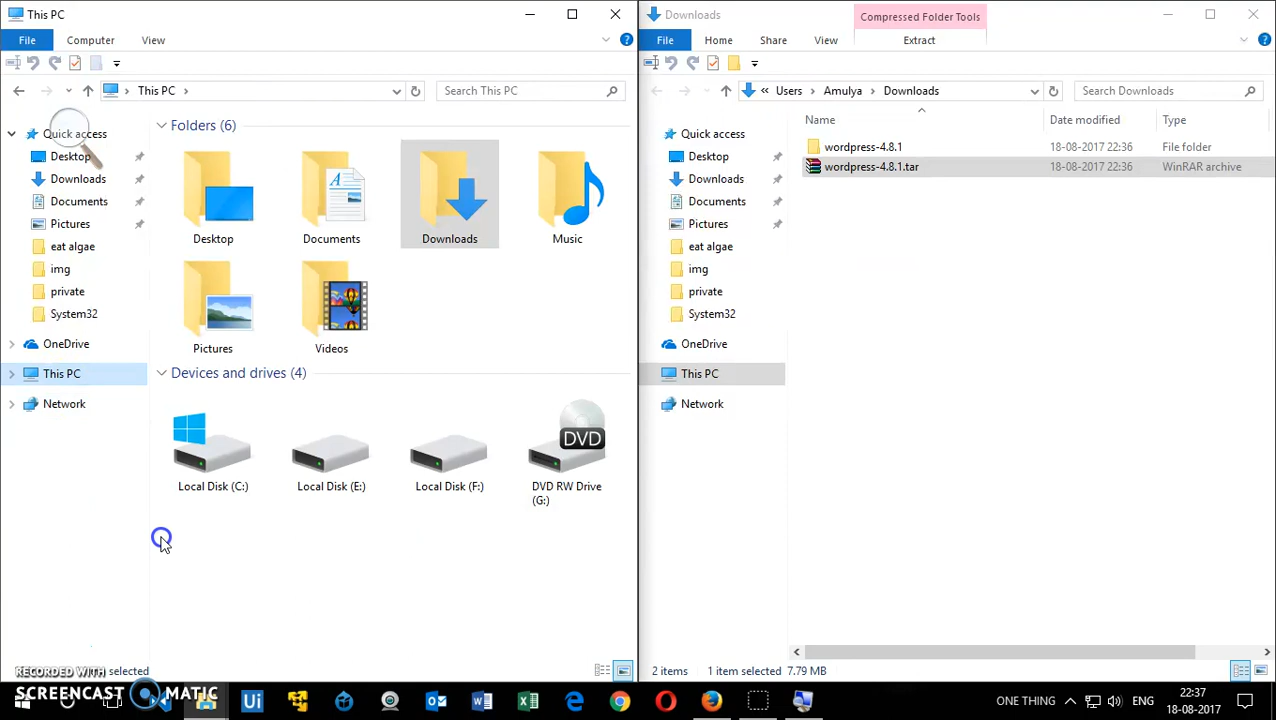 This PC
File
Computer
View
This PC
Search This PC
Quick access
Desktop
Downloads
Documents
Pictures
eat algae
img
private
System32
OneDrive
This PC
Network
Folders (6)
Desktop
Documents
Downloads
Music
Pictures
Videos
Devices and drives (4)
Local Disk (C:)
Local Disk (E:)
Local Disk (F:)
DVD
DVD RW Drive
(G:)
selected
Downloads
Compressed Folder Tools
File
Home
Share
View
Extract
« Users
Amulya
Downloads
Search Downloads
Quick access
Desktop
Downloads
Documents
Pictures
eat algae
img
private
System32
OneDrive
This PC
Network
Name Date modified Type
wordpress-4.8.1 18-08-2017 22:36 File folder
wordpress-4.8.1.tar 18-08-2017 22:36 WinRAR archive
2 items 1 item selected 7.79 MB
RECORDED WITH
SCREENCAST MATIC
Ui
ONE THING
ENG
22:37
18-08-2017